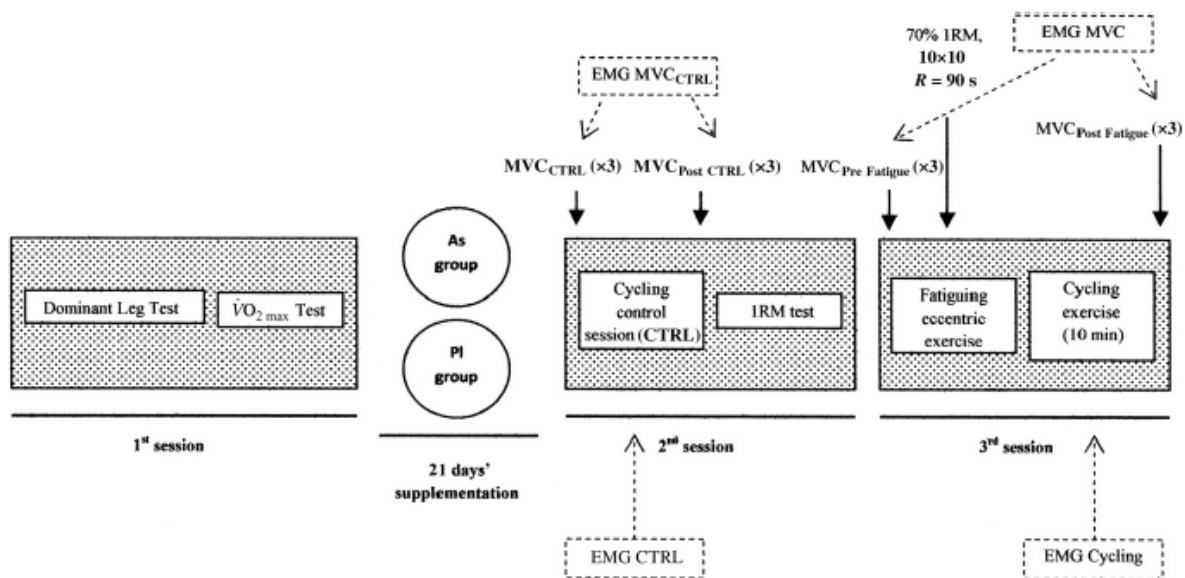 70% 1RM,
10×10
R = 90 s
EMG MVC
EMG MVC_CTRL
MVC_CTRL (×3)
MVC_Post CTRL (×3)
MVC_Pre Fatigue (×3)
MVC_Post Fatigue (×3)
Dominant Leg Test
V̇O_2 max Test
As
group
Pl
group
Cycling
control
session (CTRL)
1RM test
Fatiguing
eccentric
exercise
Cycling
exercise
(10 min)
1st session
21 days'
supplementation
2nd session
3rd session
EMG CTRL
EMG Cycling